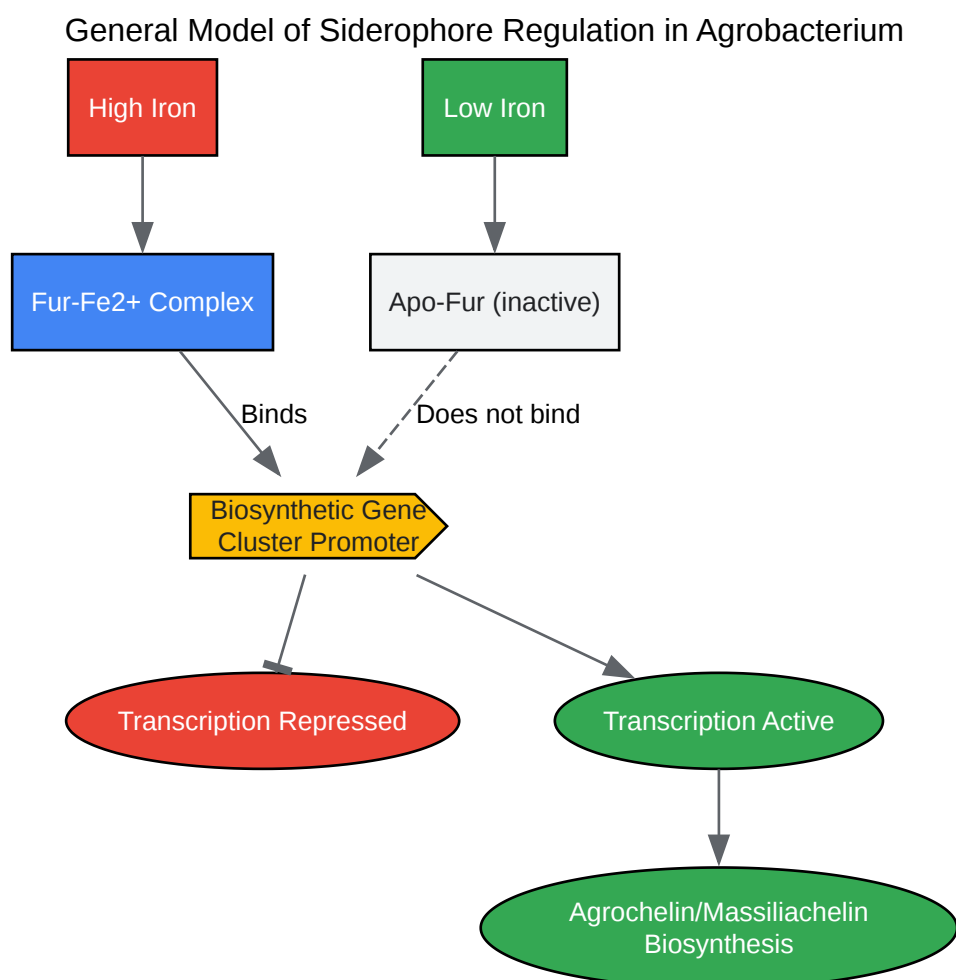 General Model of Siderophore Regulation in Agrobacterium
High Iron
Low Iron
Fur-Fe2+ Complex
Apo-Fur (inactive)
Binds
Does not bind
Biosynthetic Gene
Cluster Promoter
Transcription Repressed
Transcription Active
Agrochelin/Massiliachelin
Biosynthesis